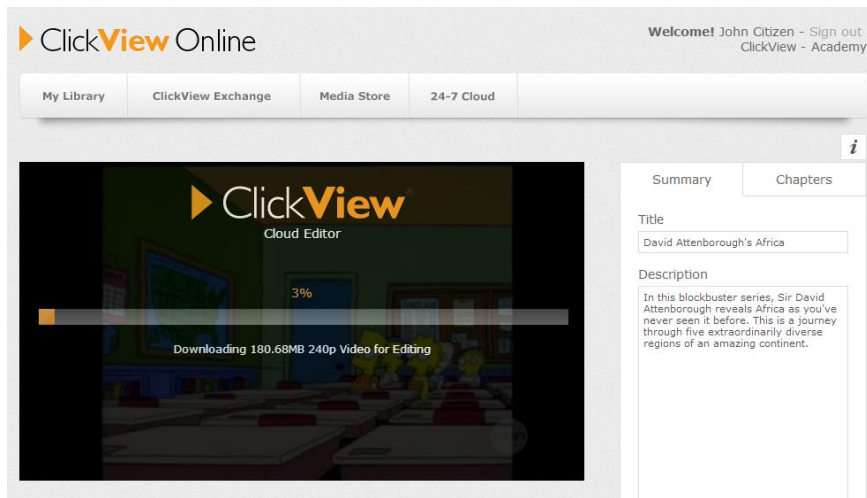 ClickView Online
Welcome! John Citizen - Sign out
ClickView - Academy
My Library
ClickView Exchange
Media Store
24-7 Cloud
i
ClickView®
Cloud Editor
3%
Downloading 180.68MB 240p Video for Editing
Summary
Chapters
Title
David Attenborough's Africa
Description
In this blockbuster series, Sir David
Attenborough reveals Africa as you've
never seen it before. This is a journey
through five extraordinarily diverse
regions of an amazing continent.